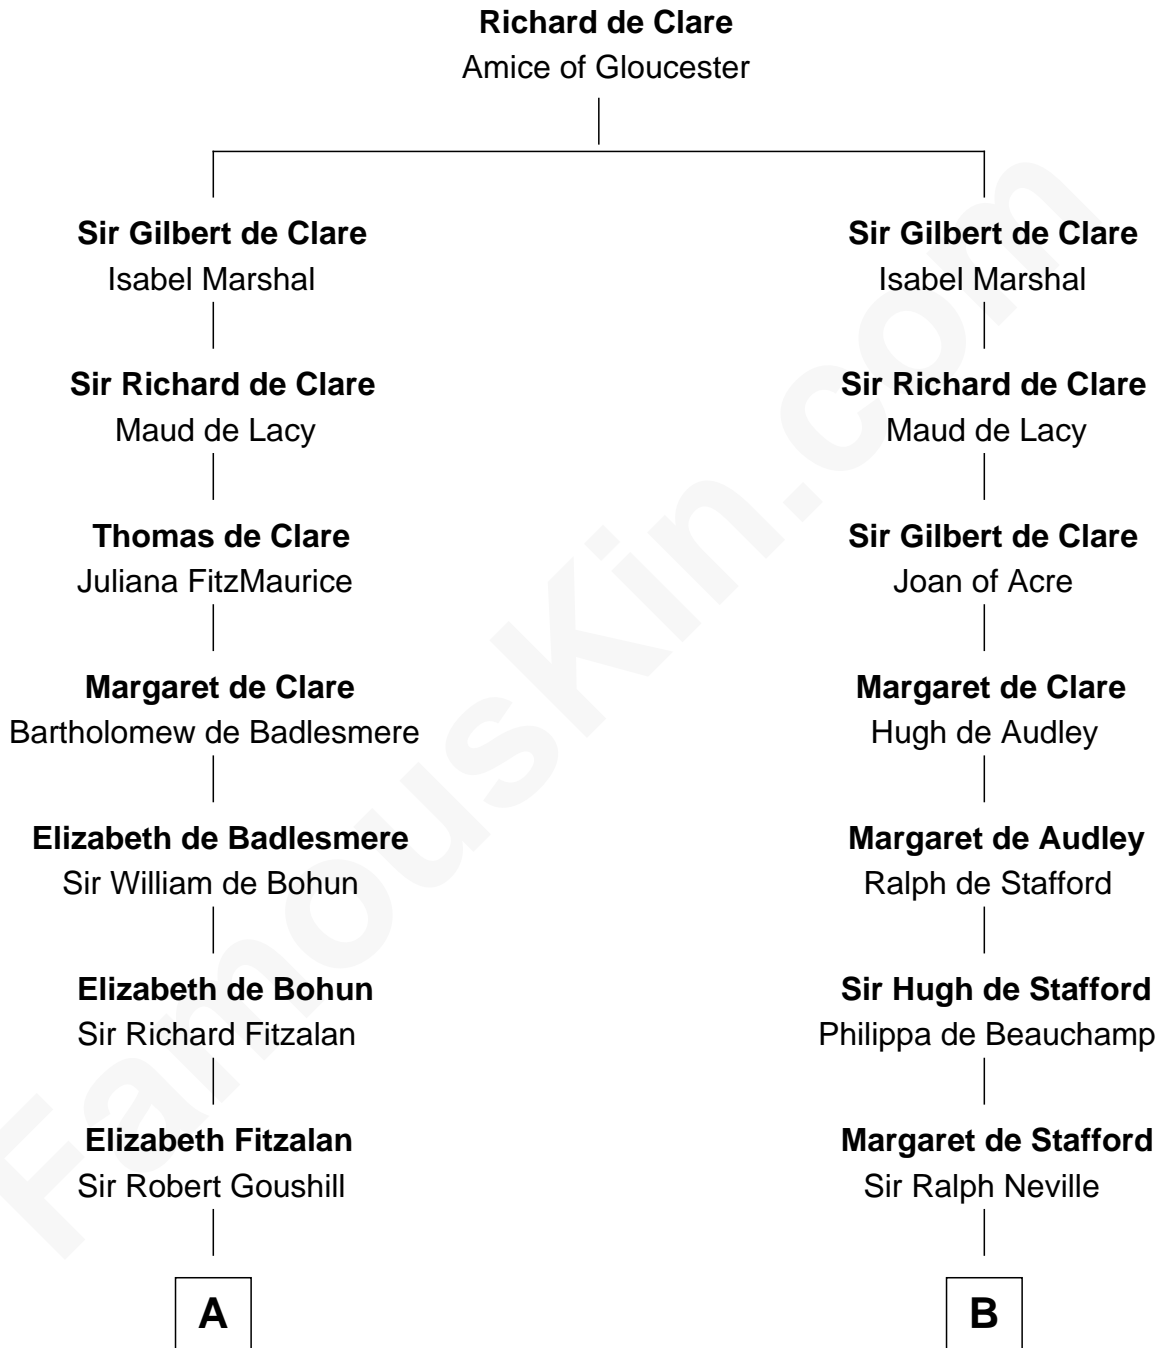 Richard de Clare
Amice of Gloucester
Sir Gilbert de Clare
Isabel Marshal
Sir Richard de Clare
Maud de Lacy
Thomas de Clare
Juliana FitzMaurice
Margaret de Clare
Bartholomew de Badlesmere
Elizabeth de Badlesmere
Sir William de Bohun
Elizabeth de Bohun
Sir Richard Fitzalan
Elizabeth Fitzalan
Sir Robert Goushill
A
Sir Gilbert de Clare
Isabel Marshal
Sir Richard de Clare
Maud de Lacy
Sir Gilbert de Clare
Joan of Acre
Margaret de Clare
Hugh de Audley
Margaret de Audley
Ralph de Stafford
Sir Hugh de Stafford
Philippa de Beauchamp
Margaret de Stafford
Sir Ralph Neville
B
FamousKin.com